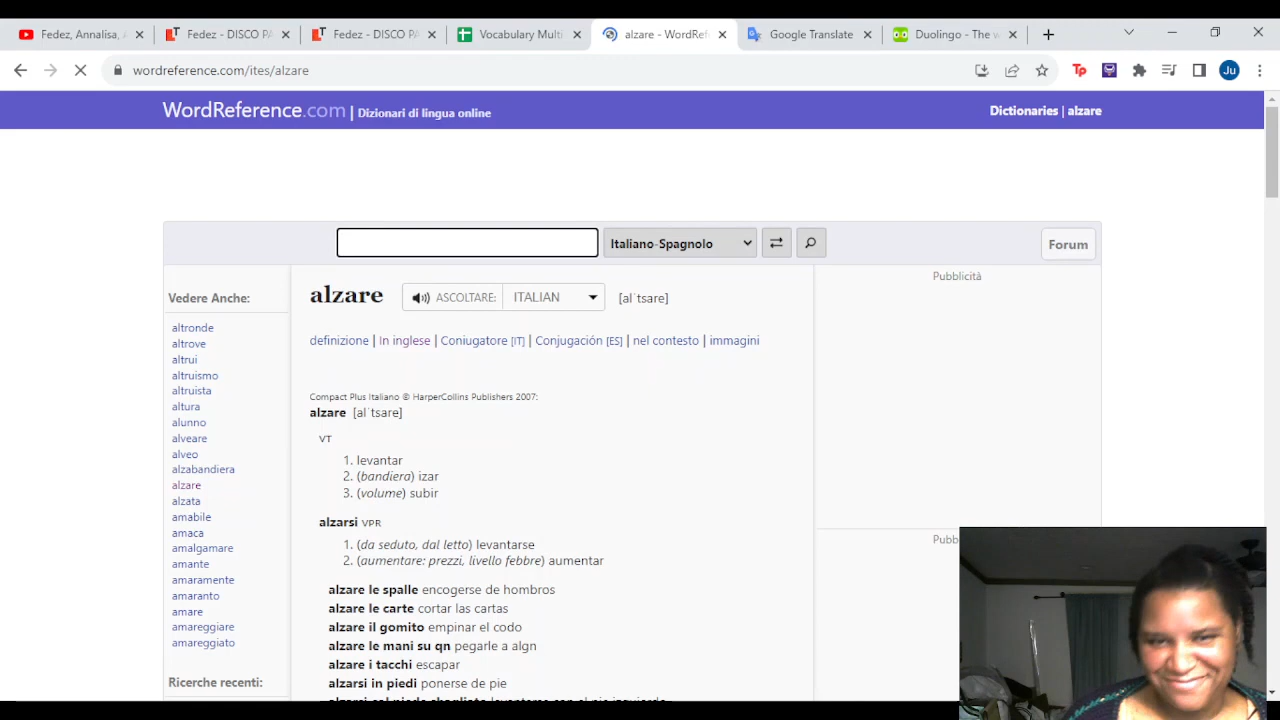 Fedez, Annalisa, A
Fedez - DISCO PA
Fedez - DISCO PA
Vocabulary Multi
alzare - WordRef
Google Translate
Duolingo - The w
wordreference.com/ites/alzare
Tp
Ju
WordReference.com | Dizionari di lingua online
Dictionaries | alzare
Italiano-Spagnolo
Forum
Vedere Anche:
altronde
altrove
altrui
altruismo
altruista
altura
alunno
alveare
alveo
alzabandiera
alzare
alzata
amabile
amaca
amalgamare
amante
amaramente
amaranto
amare
amareggiare
amareggiato
Ricerche recenti:
alzare
ASCOLTARE:
ITALIAN
[alˈtsare]
definizione | In inglese | Coniugatore [IT] | Conjugación [ES] | nel contesto | immagini
Compact Plus Italiano © HarperCollins Publishers 2007:
alzare [alˈtsare]
VT
1. levantar
2. (bandiera) izar
3. (volume) subir
alzarsi VPR
1. (da seduto, dal letto) levantarse
2. (aumentare: prezzi, livello febbre) aumentar
alzare le spalle encogerse de hombros
alzare le carte cortar las cartas
alzare il gomito empinar el codo
alzare le mani su qn pegarle a algn
alzare i tacchi escapar
alzarsi in piedi ponerse de pie
Pubblicità